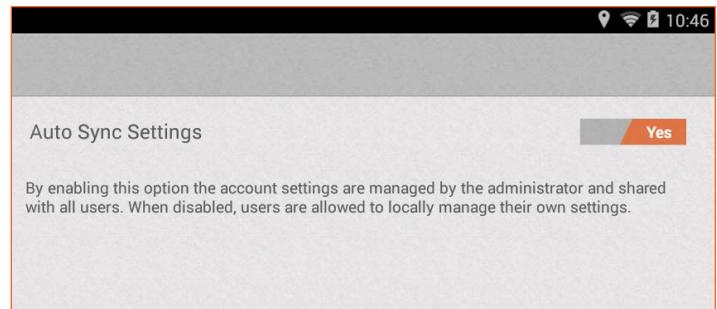 10:46
Auto Sync Settings
Yes
By enabling this option the account settings are managed by the administrator and shared
with all users. When disabled, users are allowed to locally manage their own settings.